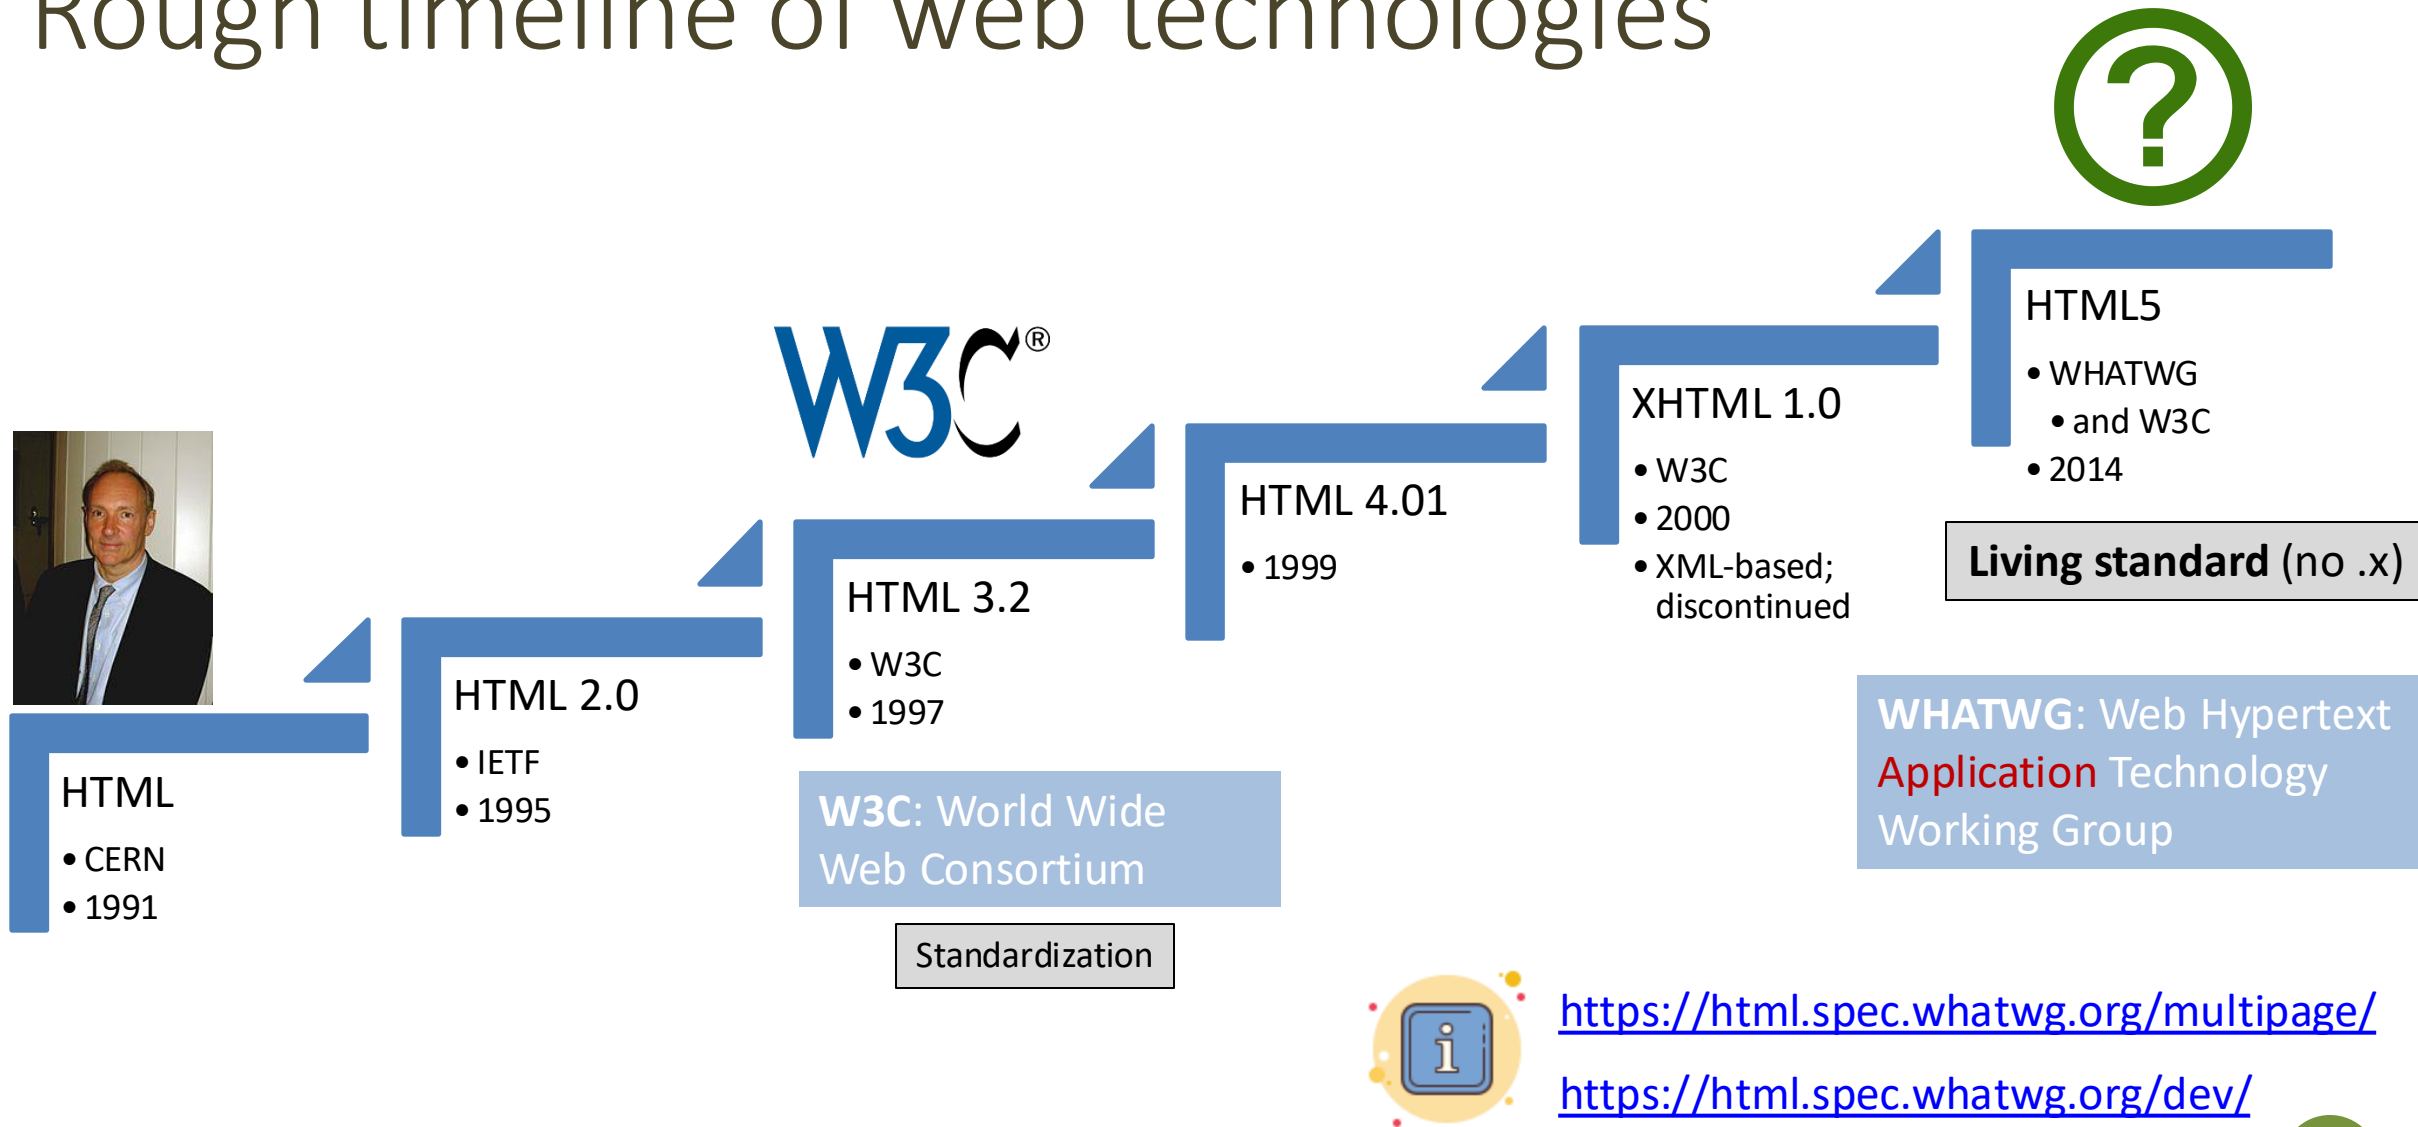 Rough timeline of web technologies
?
W3C®
HTML
• CERN
• 1991
HTML 2.0
• IETF
• 1995
HTML 3.2
• W3C
• 1997
W3C: World Wide
Web Consortium
Standardization
HTML 4.01
• 1999
XHTML 1.0
• W3C
• 2000
• XML-based;
discontinued
HTML5
• WHATWG
• and W3C
• 2014
Living standard (no .x)
WHATWG: Web Hypertext
Application Technology
Working Group
i
https://html.spec.whatwg.org/multipage/
https://html.spec.whatwg.org/dev/